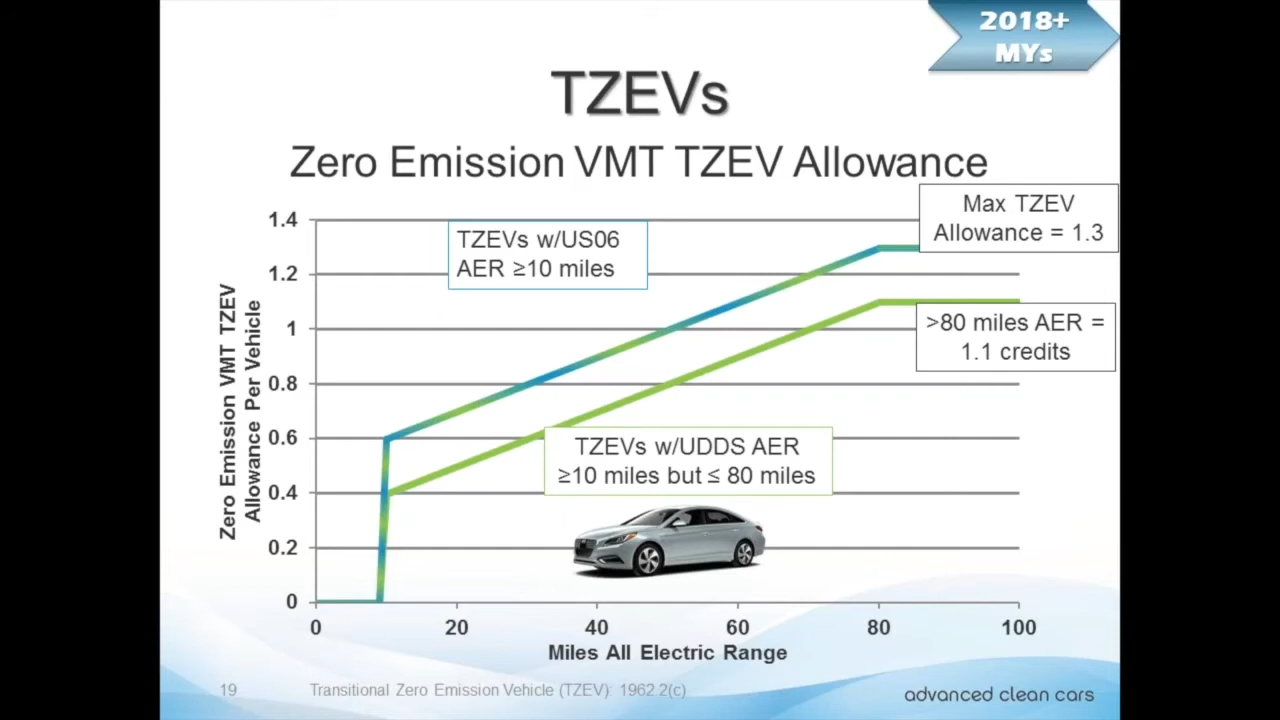 2018+
MYs
TZEVs
Zero Emission VMT TZEV Allowance
Max TZEV
Allowance = 1.3
TZEVs w/US06
AER ≥10 miles
>80 miles AER =
1.1 credits
TZEVs w/UDDS AER
≥10 miles but ≤ 80 miles
Zero Emission VMT TZEV
Allowance Per Vehicle
1.4
1.2
1
0.8
0.6
0.4
0.2
0
0 20 40 60 80 100
Miles All Electric Range
19
Transitional Zero Emission Vehicle (TZEV): 1962.2(c)
advanced clean cars